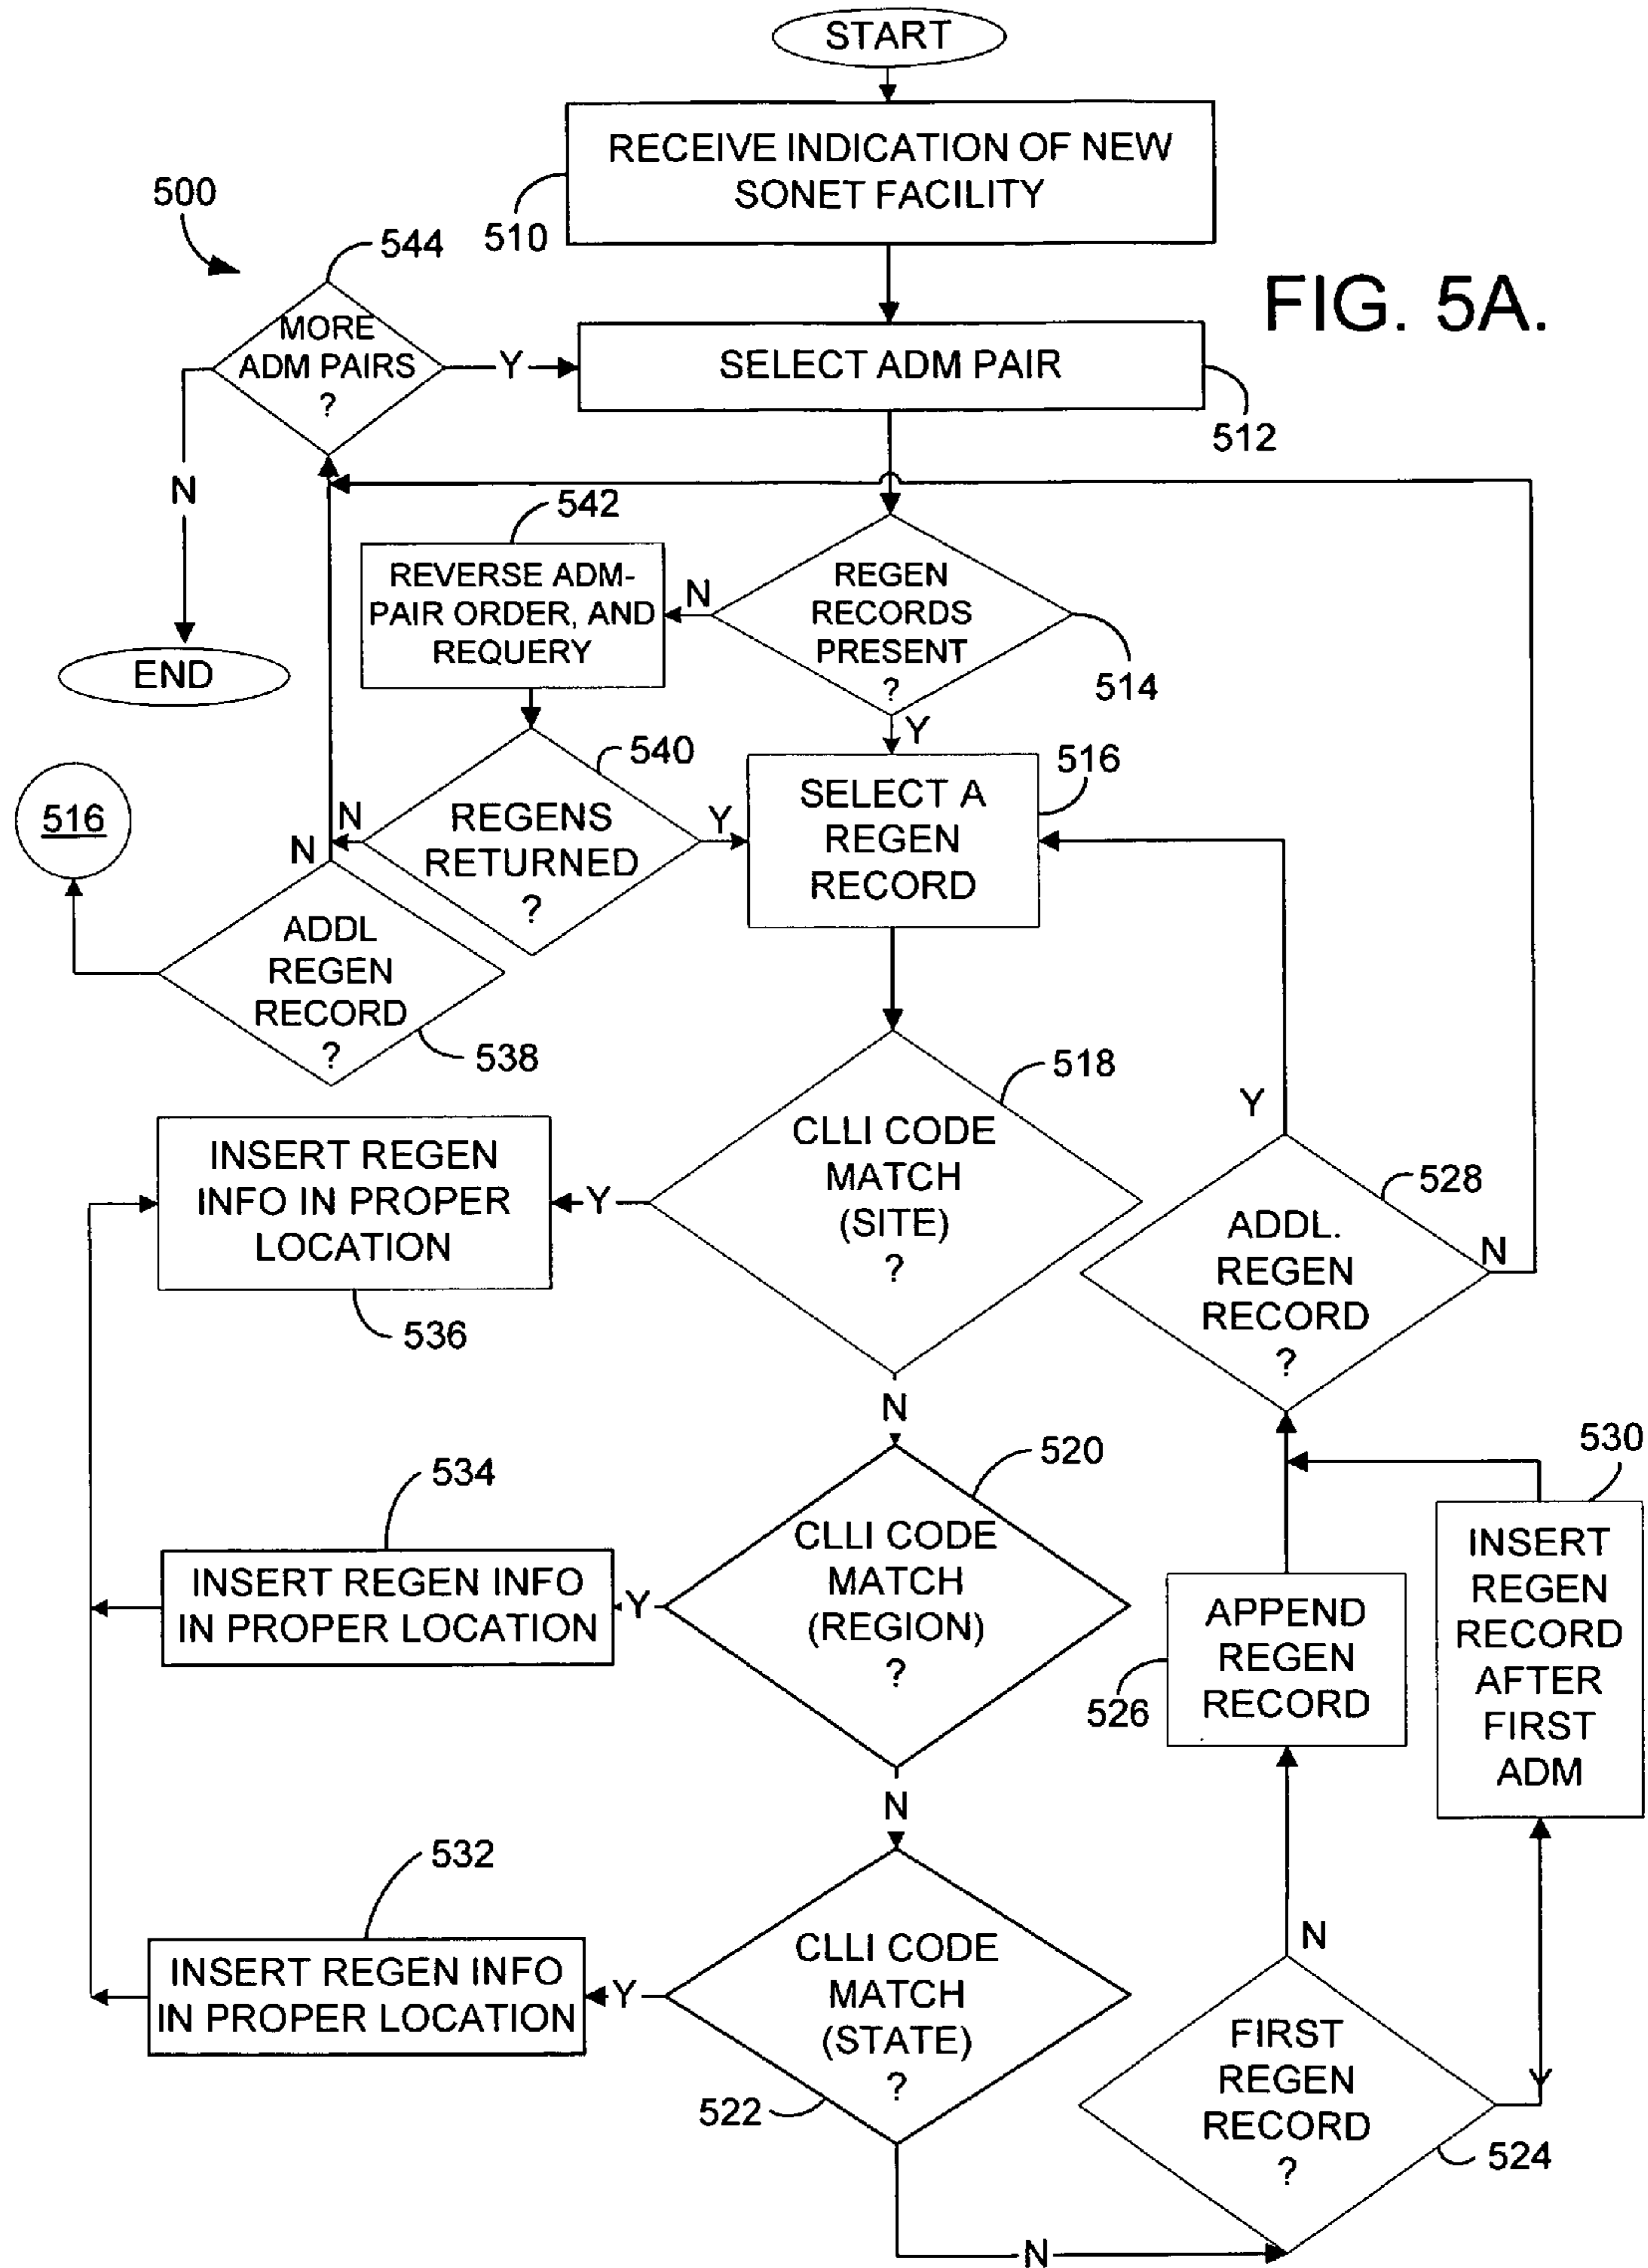 START
RECEIVE INDICATION OF NEW
SONET FACILITY
510
500
544
FIG. 5A.
MORE
ADM PAIRS
?
Y
SELECT ADM PAIR
512
N
542
REVERSE ADM-
PAIR ORDER, AND
REQUERY
N
REGEN
RECORDS
PRESENT
?
514
END
Y
540
516
516
N
REGENS
RETURNED
?
Y
SELECT A
REGEN
RECORD
N
ADDL
REGEN
RECORD
?
538
518
CLLI CODE
MATCH
(SITE)
?
Y
INSERT REGEN
INFO IN PROPER
LOCATION
536
Y
528
ADDL.
REGEN
RECORD
?
N
N
520
530
534
CLLI CODE
MATCH
(REGION)
?
Y
INSERT REGEN INFO
IN PROPER LOCATION
INSERT
REGEN
RECORD
AFTER
FIRST
ADM
APPEND
REGEN
RECORD
526
N
532
CLLI CODE
MATCH
(STATE)
?
Y
INSERT REGEN INFO
IN PROPER LOCATION
522
N
FIRST
REGEN
RECORD
?
Y
524
N